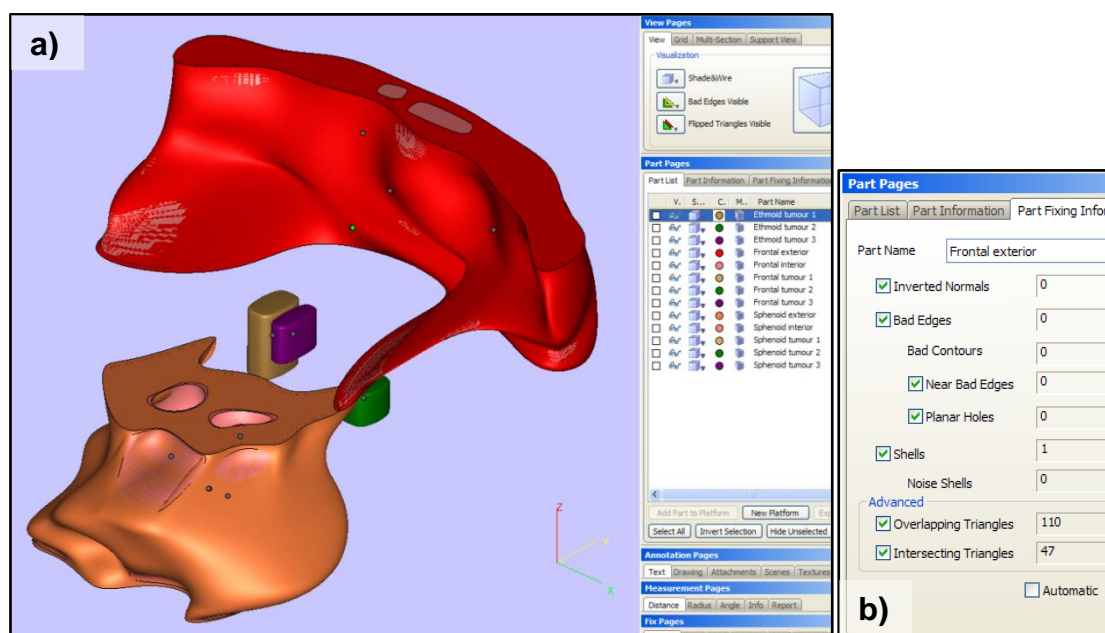 a)
View Pages
View Grid Multi-Section Support View
Visualization
Shade&Wire
Bad Edges Visible
Flipped Triangles Visible
Part Pages
Part List Part Information Part Fixing Information
V. S... C. M.. Part Name
Ethmoid tumour 1
Ethmoid tumour 2
Ethmoid tumour 3
Frontal exterior
Frontal interior
Frontal tumour 1
Frontal tumour 2
Frontal tumour 3
Sphenoid exterior
Sphenoid interior
Sphenoid tumour 1
Sphenoid tumour 2
Sphenoid tumour 3
Add Part to Platform New Platform Exp
Select All Invert Selection Hide Unselected
Annotation Pages
Text Drawing Attachments Scenes Textures
Measurement Pages
Distance Radius Angle Info Report
Fix Pages
Z
Y
X
Part Pages
Part List Part Information Part Fixing Infor
Part Name Frontal exterior
Inverted Normals 0
Bad Edges 0
Bad Contours 0
Near Bad Edges 0
Planar Holes 0
Shells 1
Noise Shells 0
Advanced
Overlapping Triangles 110
Intersecting Triangles 47
Automatic
b)